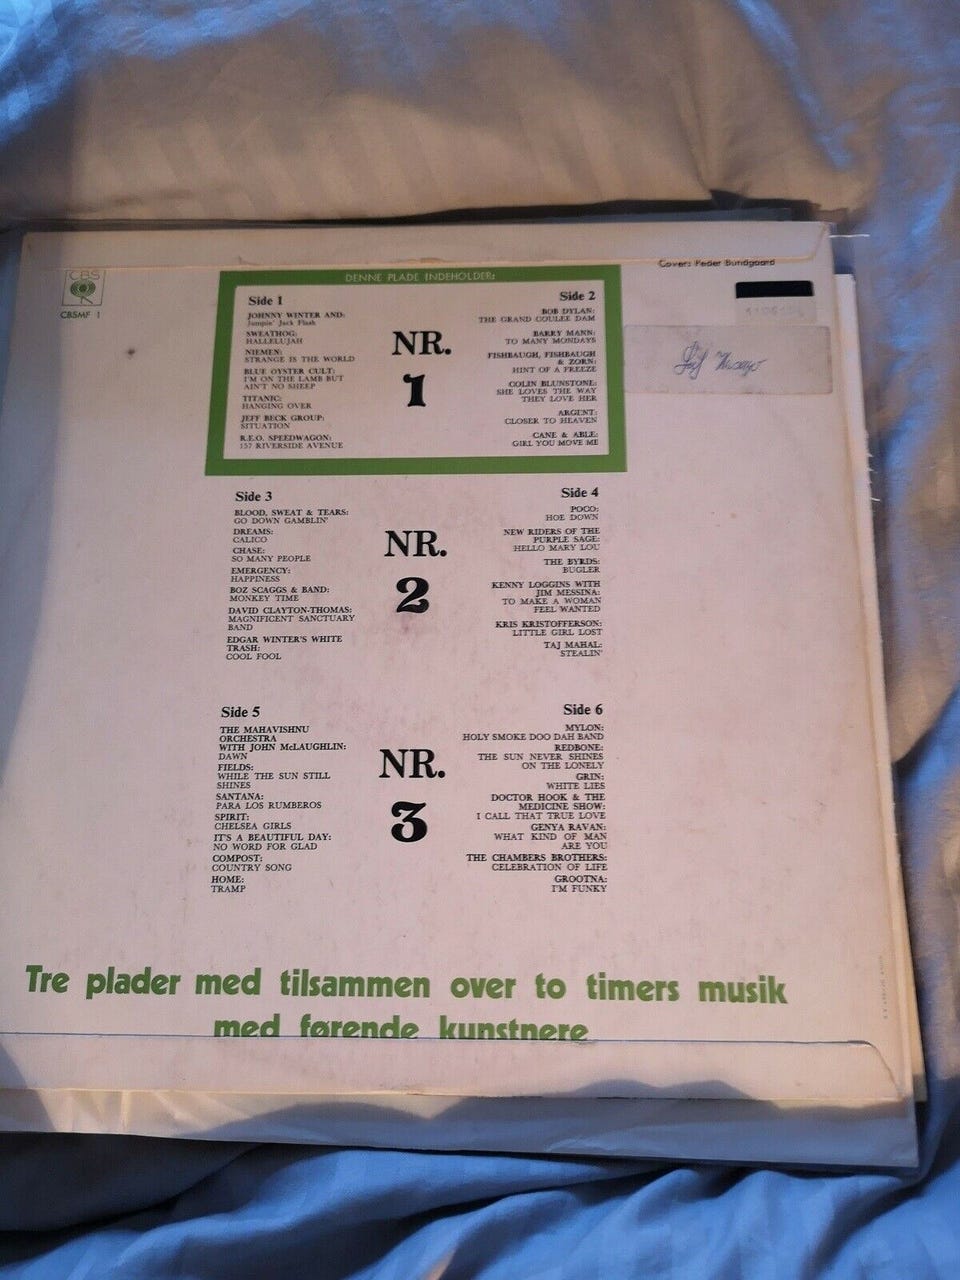 CBS
CBSMF 1
Cover: Peder Bundgaard
DENNE PLADE INDEHOLDER:
NR.
1
Side 1
JOHNNY WINTER AND:
Jumpin' Jack Flash
SWEATHOG:
HALLELUJAH
NIEMEN:
STRANGE IS THE WORLD
BLUE OYSTER CULT:
I'M ON THE LAMB BUT
AIN'T NO SHEEP
TITANIC:
HANGING OVER
JEFF BECK GROUP:
SITUATION
R.E.O. SPEEDWAGON:
157 RIVERSIDE AVENUE
Side 2
BOB DYLAN:
THE GRAND COULEE DAM
BARRY MANN:
TO MANY MONDAYS
FISHBAUGH, FISHBAUGH
& ZORN:
HINT OF A FREEZE
COLIN BLUNSTONE:
SHE LOVES THE WAY
THEY LOVE HER
ARGENT:
CLOSER TO HEAVEN
CANE & ABLE:
GIRL YOU MOVE ME
NR.
2
Side 3
BLOOD, SWEAT & TEARS:
GO DOWN GAMBLIN'
DREAMS:
CALICO
CHASE:
SO MANY PEOPLE
EMERGENCY:
HAPPINESS
BOZ SCAGGS & BAND:
MONKEY TIME
DAVID CLAYTON-THOMAS:
MAGNIFICENT SANCTUARY
BAND
EDGAR WINTER'S WHITE
TRASH:
COOL FOOL
Side 4
POCO:
HOE DOWN
NEW RIDERS OF THE
PURPLE SAGE:
HELLO MARY LOU
THE BYRDS:
BUGLER
KENNY LOGGINS WITH
JIM MESSINA:
TO MAKE A WOMAN
FEEL WANTED
KRIS KRISTOFFERSON:
LITTLE GIRL LOST
TAJ MAHAL:
STEALIN'
NR.
3
Side 5
THE MAHAVISHNU
ORCHESTRA
WITH JOHN McLAUGHLIN:
DAWN
FIELDS:
WHILE THE SUN STILL
SHINES
SANTANA:
PARA LOS RUMBEROS
SPIRIT:
CHELSEA GIRLS
IT'S A BEAUTIFUL DAY:
NO WORD FOR GLAD
COMPOST:
COUNTRY SONG
HOME:
TRAMP
Side 6
MYLON:
HOLY SMOKE DOO DAH BAND
REDBONE:
THE SUN NEVER SHINES
ON THE LONELY
GRIN:
WHITE LIES
DOCTOR HOOK & THE
MEDICINE SHOW:
I CALL THAT TRUE LOVE
GENYA RAVAN:
WHAT KIND OF MAN
ARE YOU
THE CHAMBERS BROTHERS:
CELEBRATION OF LIFE
GROOTNA:
I'M FUNKY
Tre plader med tilsammen over to timers musik
med førende kunstnere